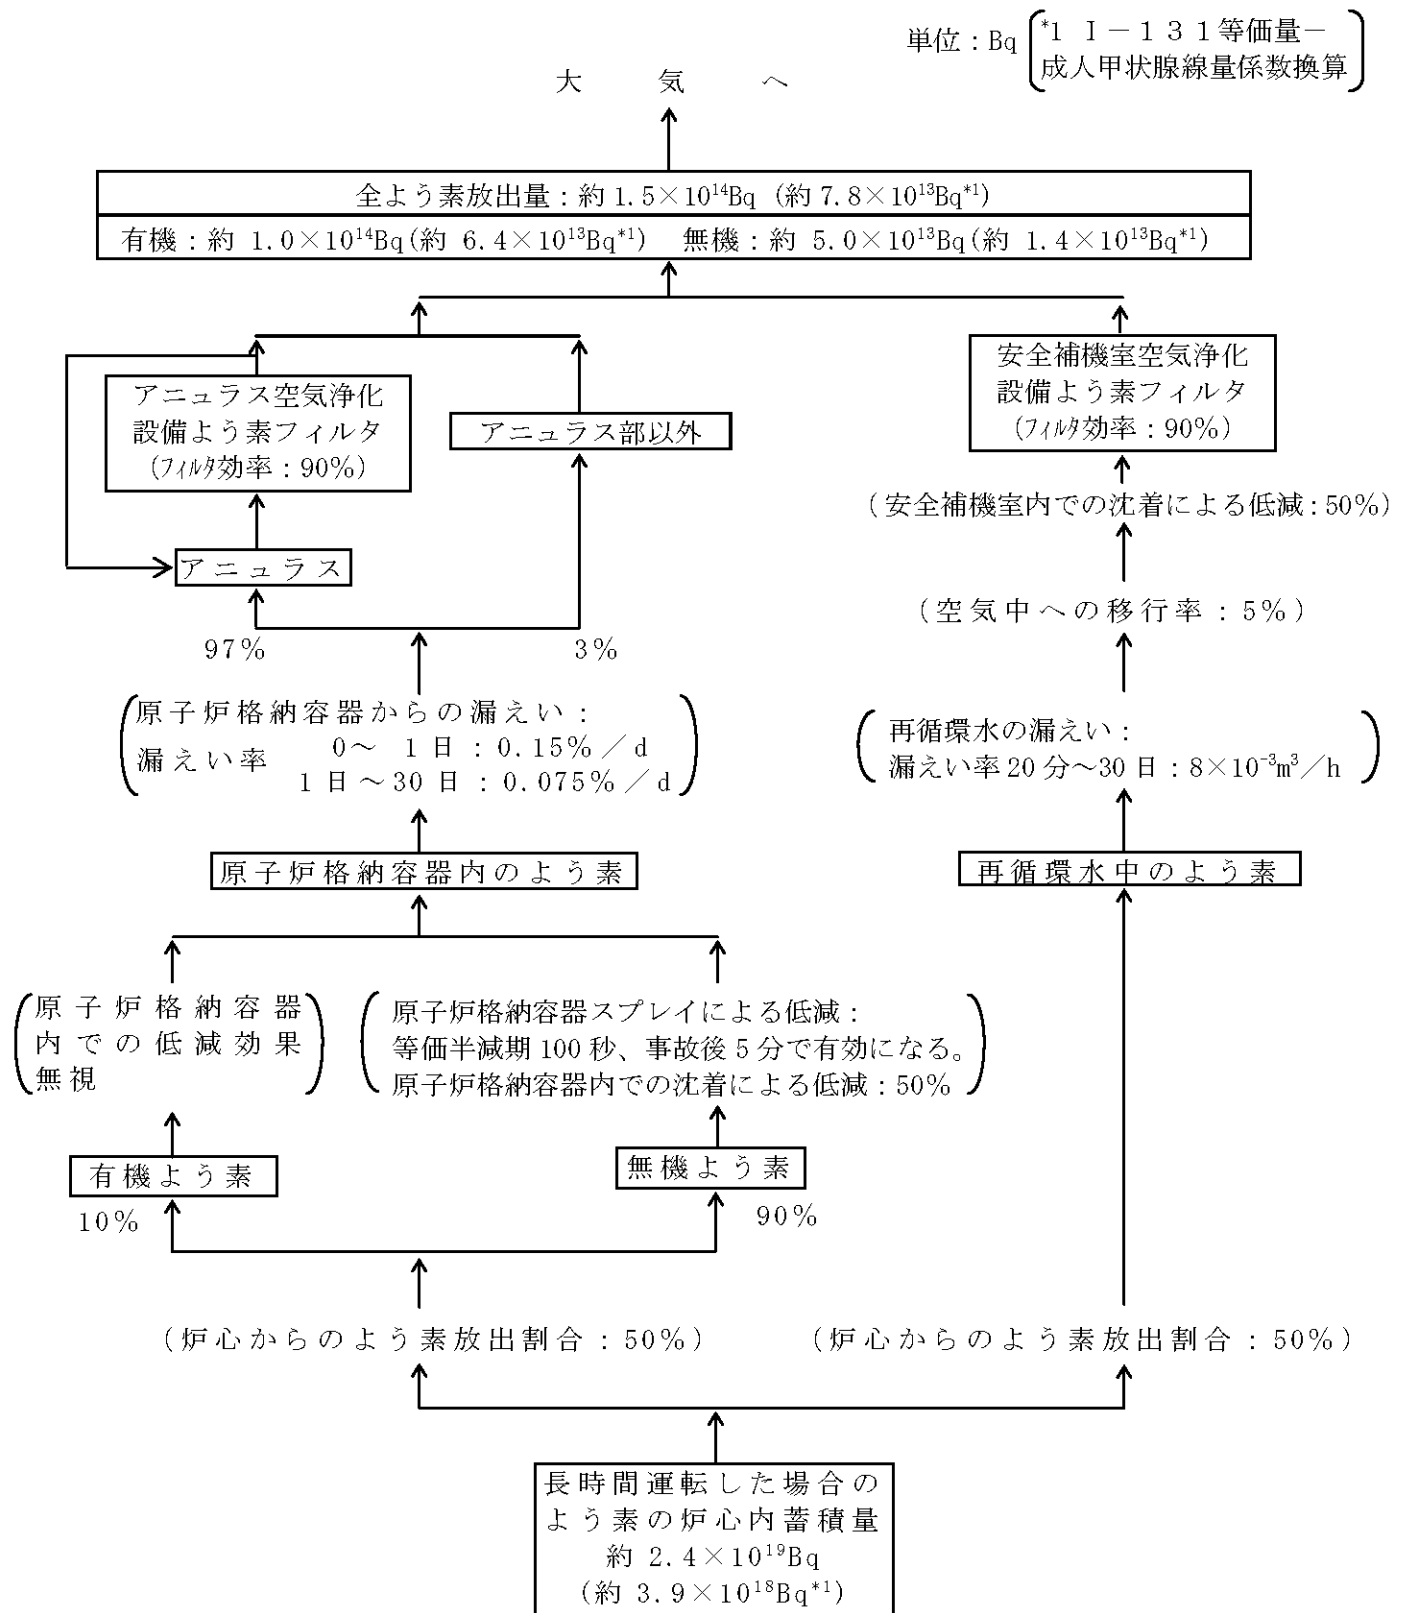 単位：Bq
*1 Ｉ－１３１等価量－
成人甲状腺線量係数換算
大気へ
全よう素放出量：約 1.5×10¹⁴Bq (約 7.8×10¹³Bq*¹)
有機：約 1.0×10¹⁴Bq(約 6.4×10¹³Bq*¹)　無機：約 5.0×10¹³Bq(約 1.4×10¹³Bq*¹)
アニュラス空気浄化
設備よう素フィルタ
(フィルタ効率：90%)
アニュラス部以外
安全補機室空気浄化
設備よう素フィルタ
(フィルタ効率：90%)
(安全補機室内での沈着による低減：50%)
アニュラス
(空気中への移行率：5%)
97%
3%
原子炉格納容器からの漏えい：
漏えい率
0～ 1日：0.15%／d
1日～30日：0.075%／d
再循環水の漏えい：
漏えい率20分～30日：8×10⁻³m³／h
原子炉格納容器内のよう素
再循環水中のよう素
原子炉格納容器
内での低減効果
無視
原子炉格納容器スプレイによる低減：
等価半減期100秒、事故後5分で有効になる。
原子炉格納容器内での沈着による低減：50%
有機よう素
無機よう素
10%
90%
(炉心からのよう素放出割合：50%)
(炉心からのよう素放出割合：50%)
長時間運転した場合の
よう素の炉心内蓄積量
約 2.4×10¹⁹Bq
(約 3.9×10¹⁸Bq*¹)